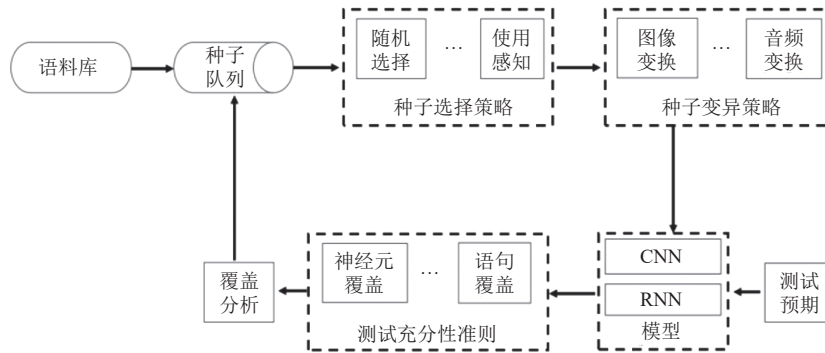 语料库
种子
队列
随机
选择
…
使用
感知
种子选择策略
图像
变换
…
音频
变换
种子变异策略
覆盖
分析
神经元
覆盖
…
语句
覆盖
测试充分性准则
CNN
RNN
模型
测试
预期